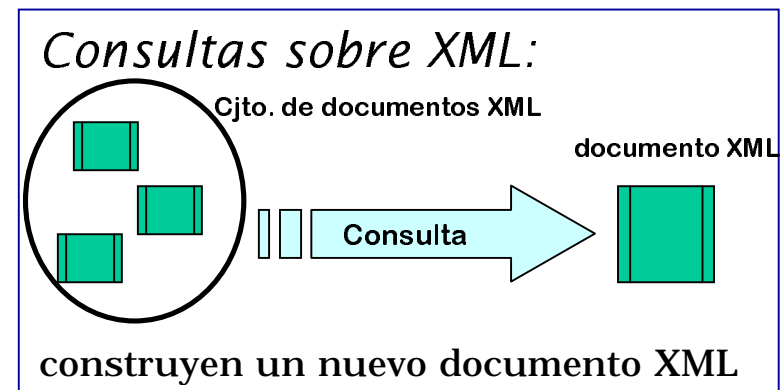 Consultas sobre XML:
Cjto. de documentos XML
documento XML
Consulta
construyen un nuevo documento XML